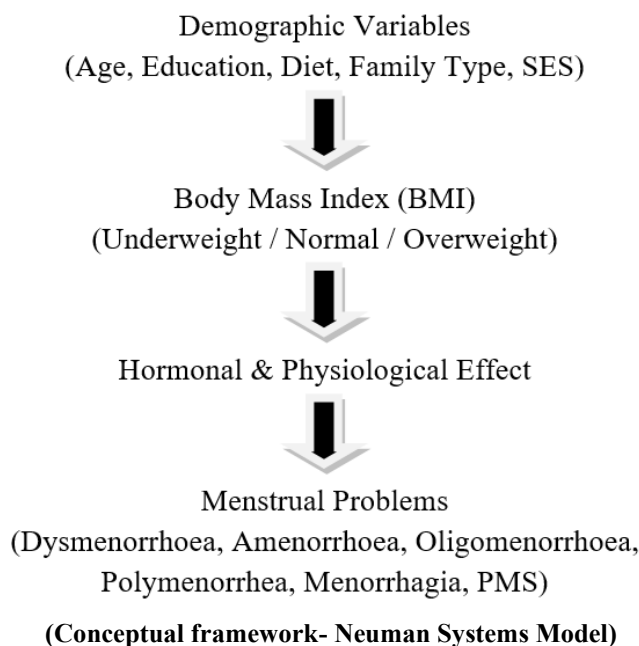 Demographic Variables
(Age, Education, Diet, Family Type, SES)
Body Mass Index (BMI)
(Underweight / Normal / Overweight)
Hormonal & Physiological Effect
Menstrual Problems
(Dysmenorrhoea, Amenorrhoea, Oligomenorrhoea,
Polymenorrhea, Menorrhagia, PMS)
(Conceptual framework- Neuman Systems Model)